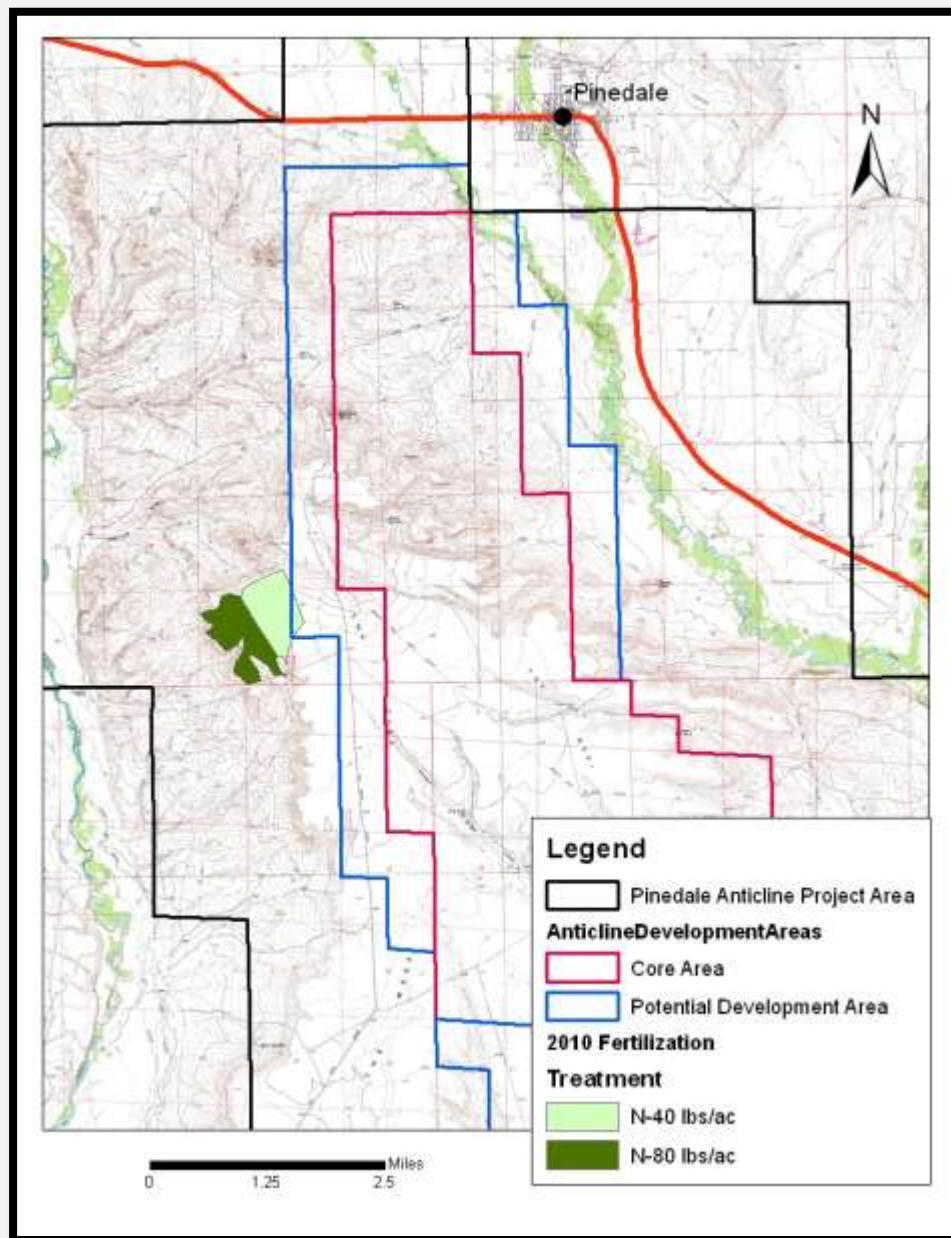 Pinedale
N
Legend
Pinedale Anticline Project Area
AnticlineDevelopmentAreas
Core Area
Potential Development Area
2010 Fertilization
Treatment
N-40 lbs/ac
N-80 lbs/ac
Miles
0 1.25 2.5